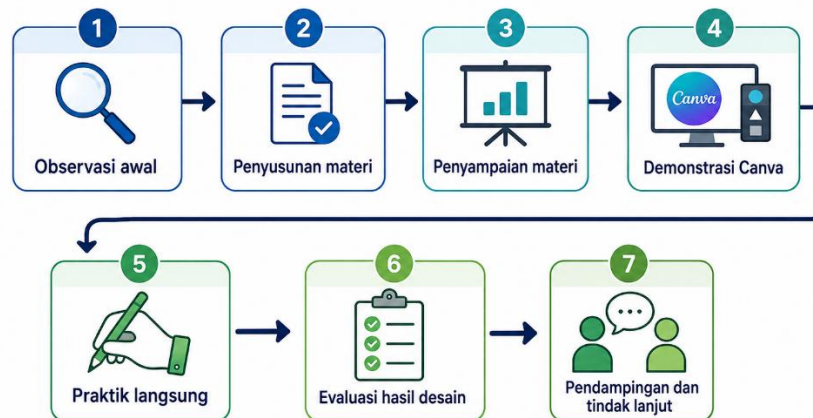 1
Observasi awal
2
Penyusunan materi
3
Penyampaian materi
4
Canva
Demonstrasi Canva
5
Praktik langsung
6
Evaluasi hasil desain
7
Pendampingan dan
tindak lanjut